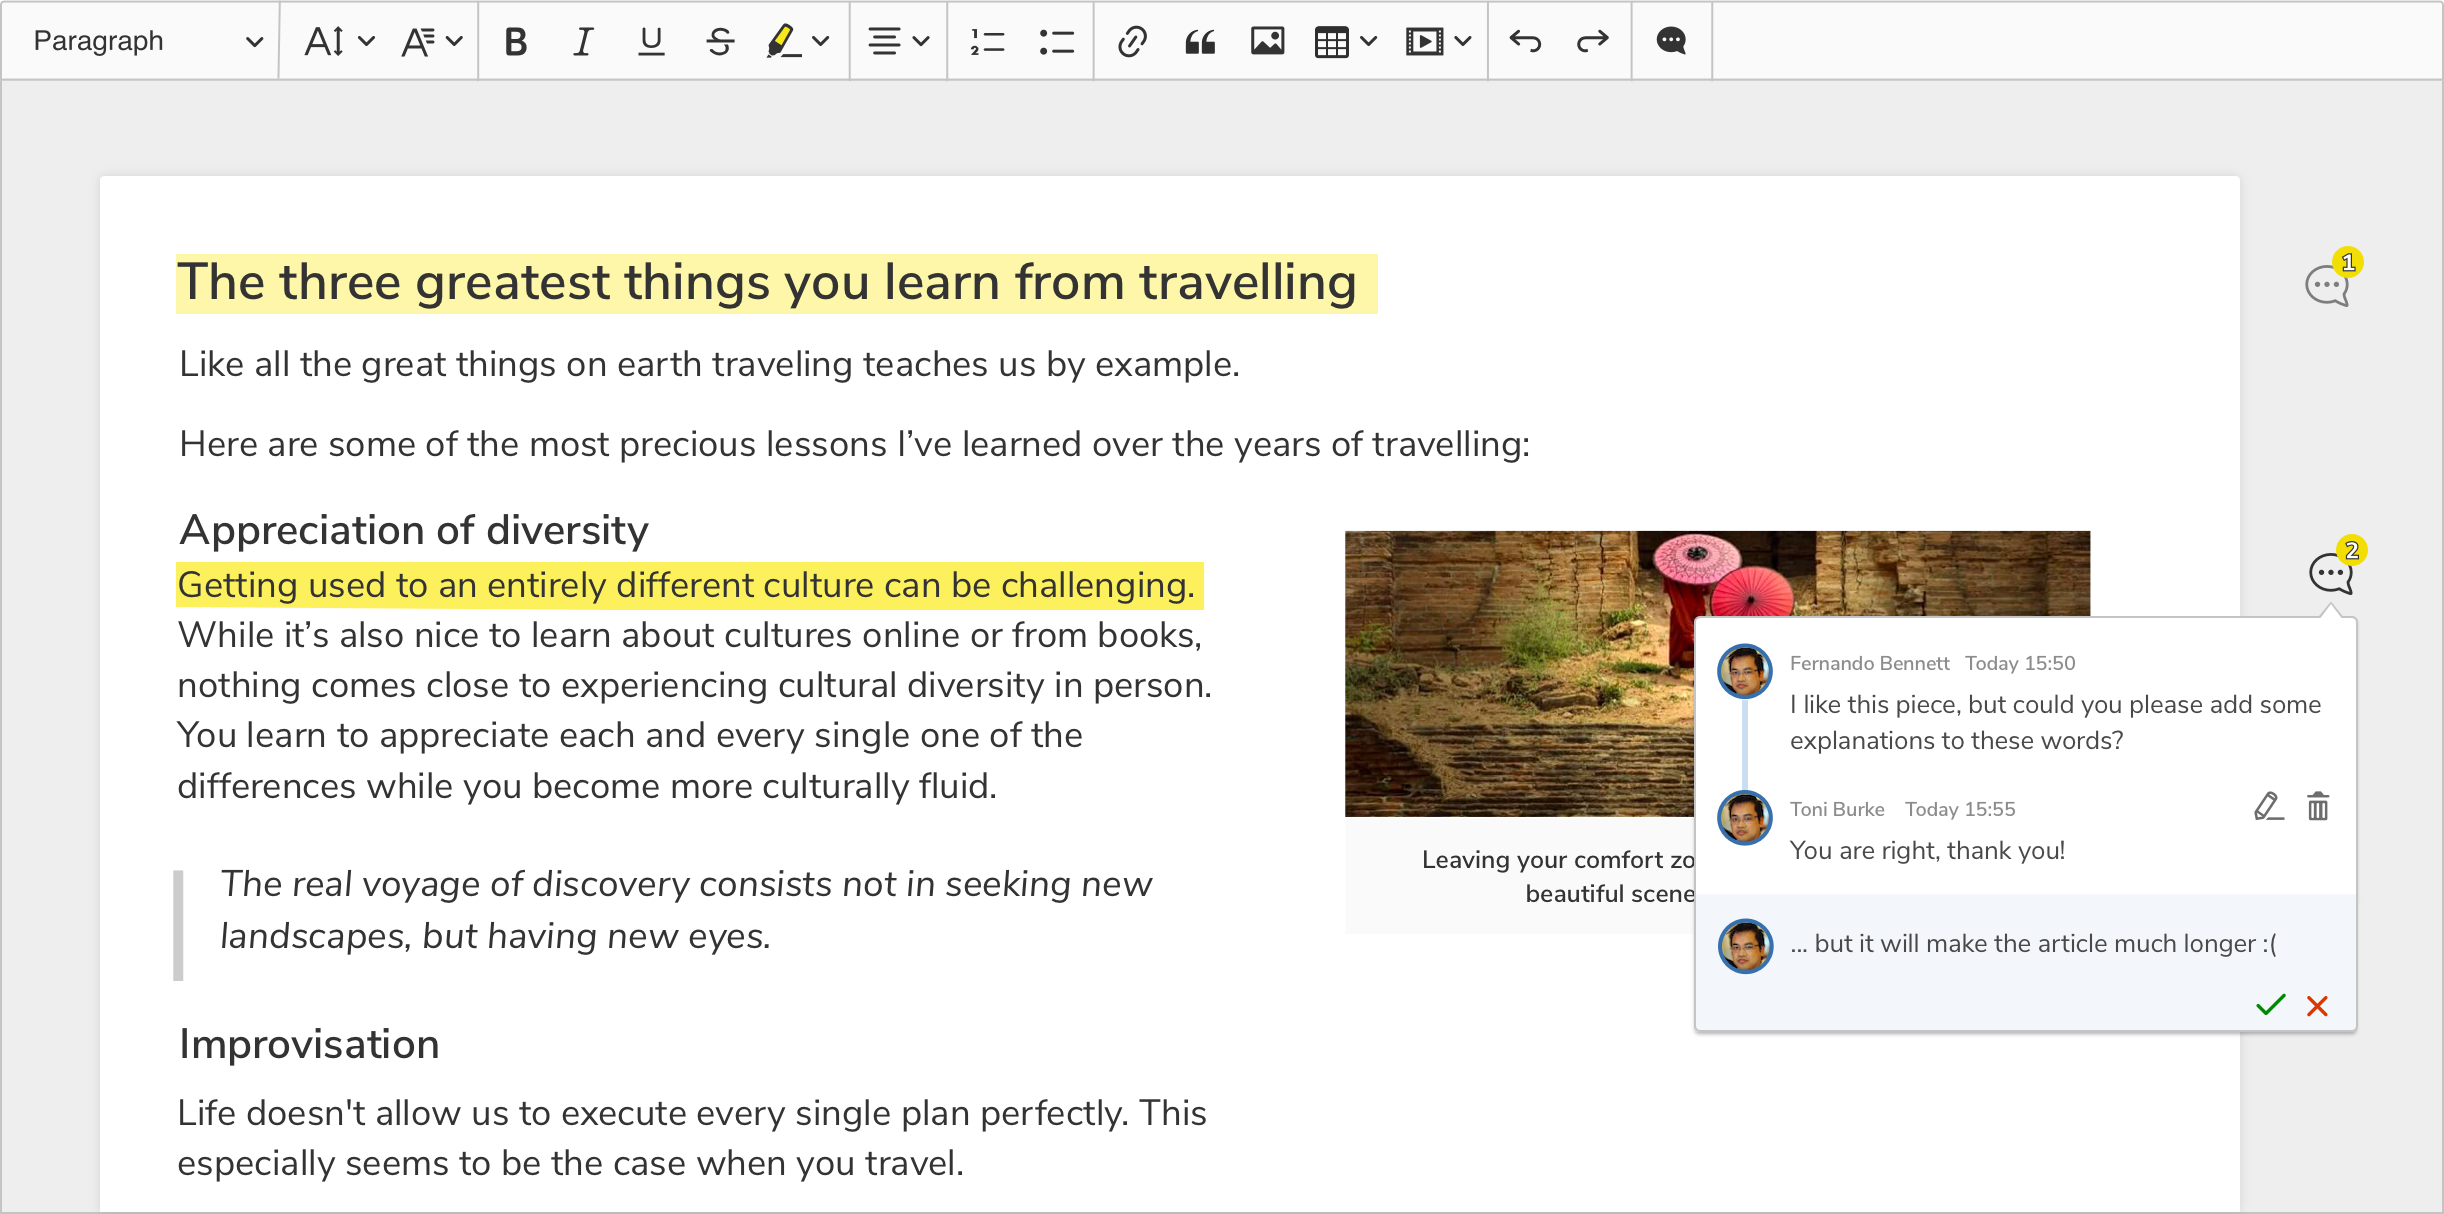 Paragraph
The three greatest things you learn from travelling
1
Like all the great things on earth traveling teaches us by example.
Here are some of the most precious lessons I’ve learned over the years of travelling:
Appreciation of diversity
2
Getting used to an entirely different culture can be challenging.
While it’s also nice to learn about cultures online or from books,
nothing comes close to experiencing cultural diversity in person.
You learn to appreciate each and every single one of the
differences while you become more culturally fluid.
The real voyage of discovery consists not in seeking new
landscapes, but having new eyes.
Leaving your comfort zo
beautiful scene
Fernando Bennett Today 15:50
I like this piece, but could you please add some
explanations to these words?
Toni Burke Today 15:55
You are right, thank you!
... but it will make the article much longer :(
Improvisation
Life doesn't allow us to execute every single plan perfectly. This
especially seems to be the case when you travel.